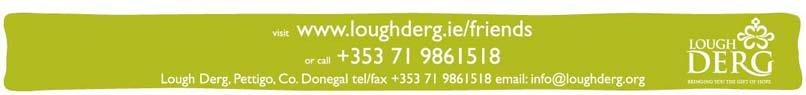 visit www.loughderg.ie/friends
or call +353 71 9861518
Lough Derg, Pettigo, Co. Donegal tel/fax +353 71 9861518 email: info@loughderg.org
LOUGH
DERG
BRINGING YOU THE GIFT OF HOPE